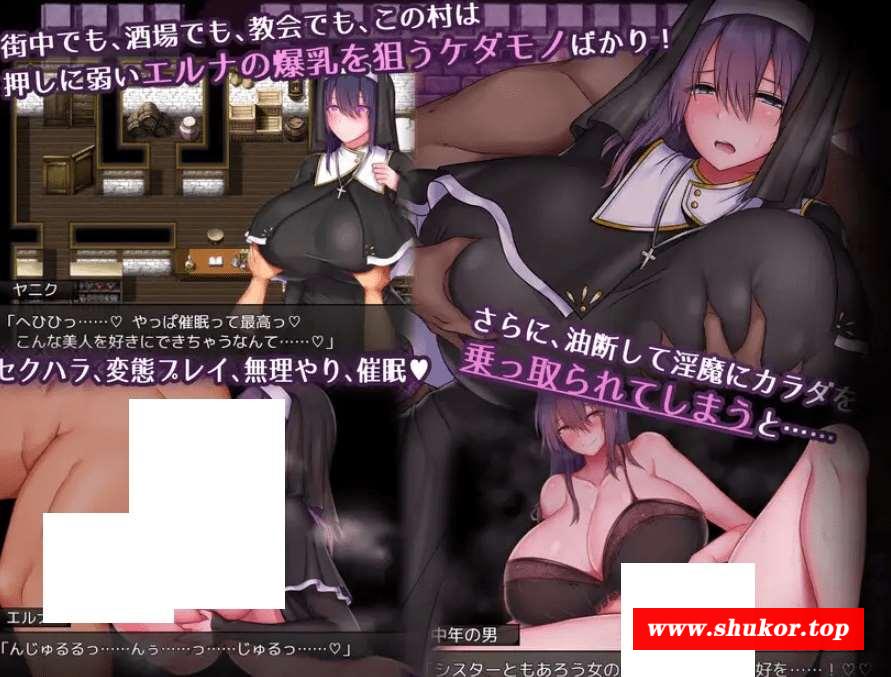 街中でも、酒場でも、教会でも、この村は
押しに弱いエルナの爆乳を狙うケダモノばかり！
ヤニク
「へひひっ……♡ やっぱ催眠って最高っ♡
こんな美人を好きにできちゃうなんて……♡」
セクハラ、変態プレイ、無理やり、催眠♥
さらに、油断して淫魔にカラダを
乗っ取られてしまうと……
エルナ
「んじゅるるっ……んぅ……っ……じゅるっ……♡」
中年の男
「シスターともあろう女の
好を……！♡♡
www.shukor.top